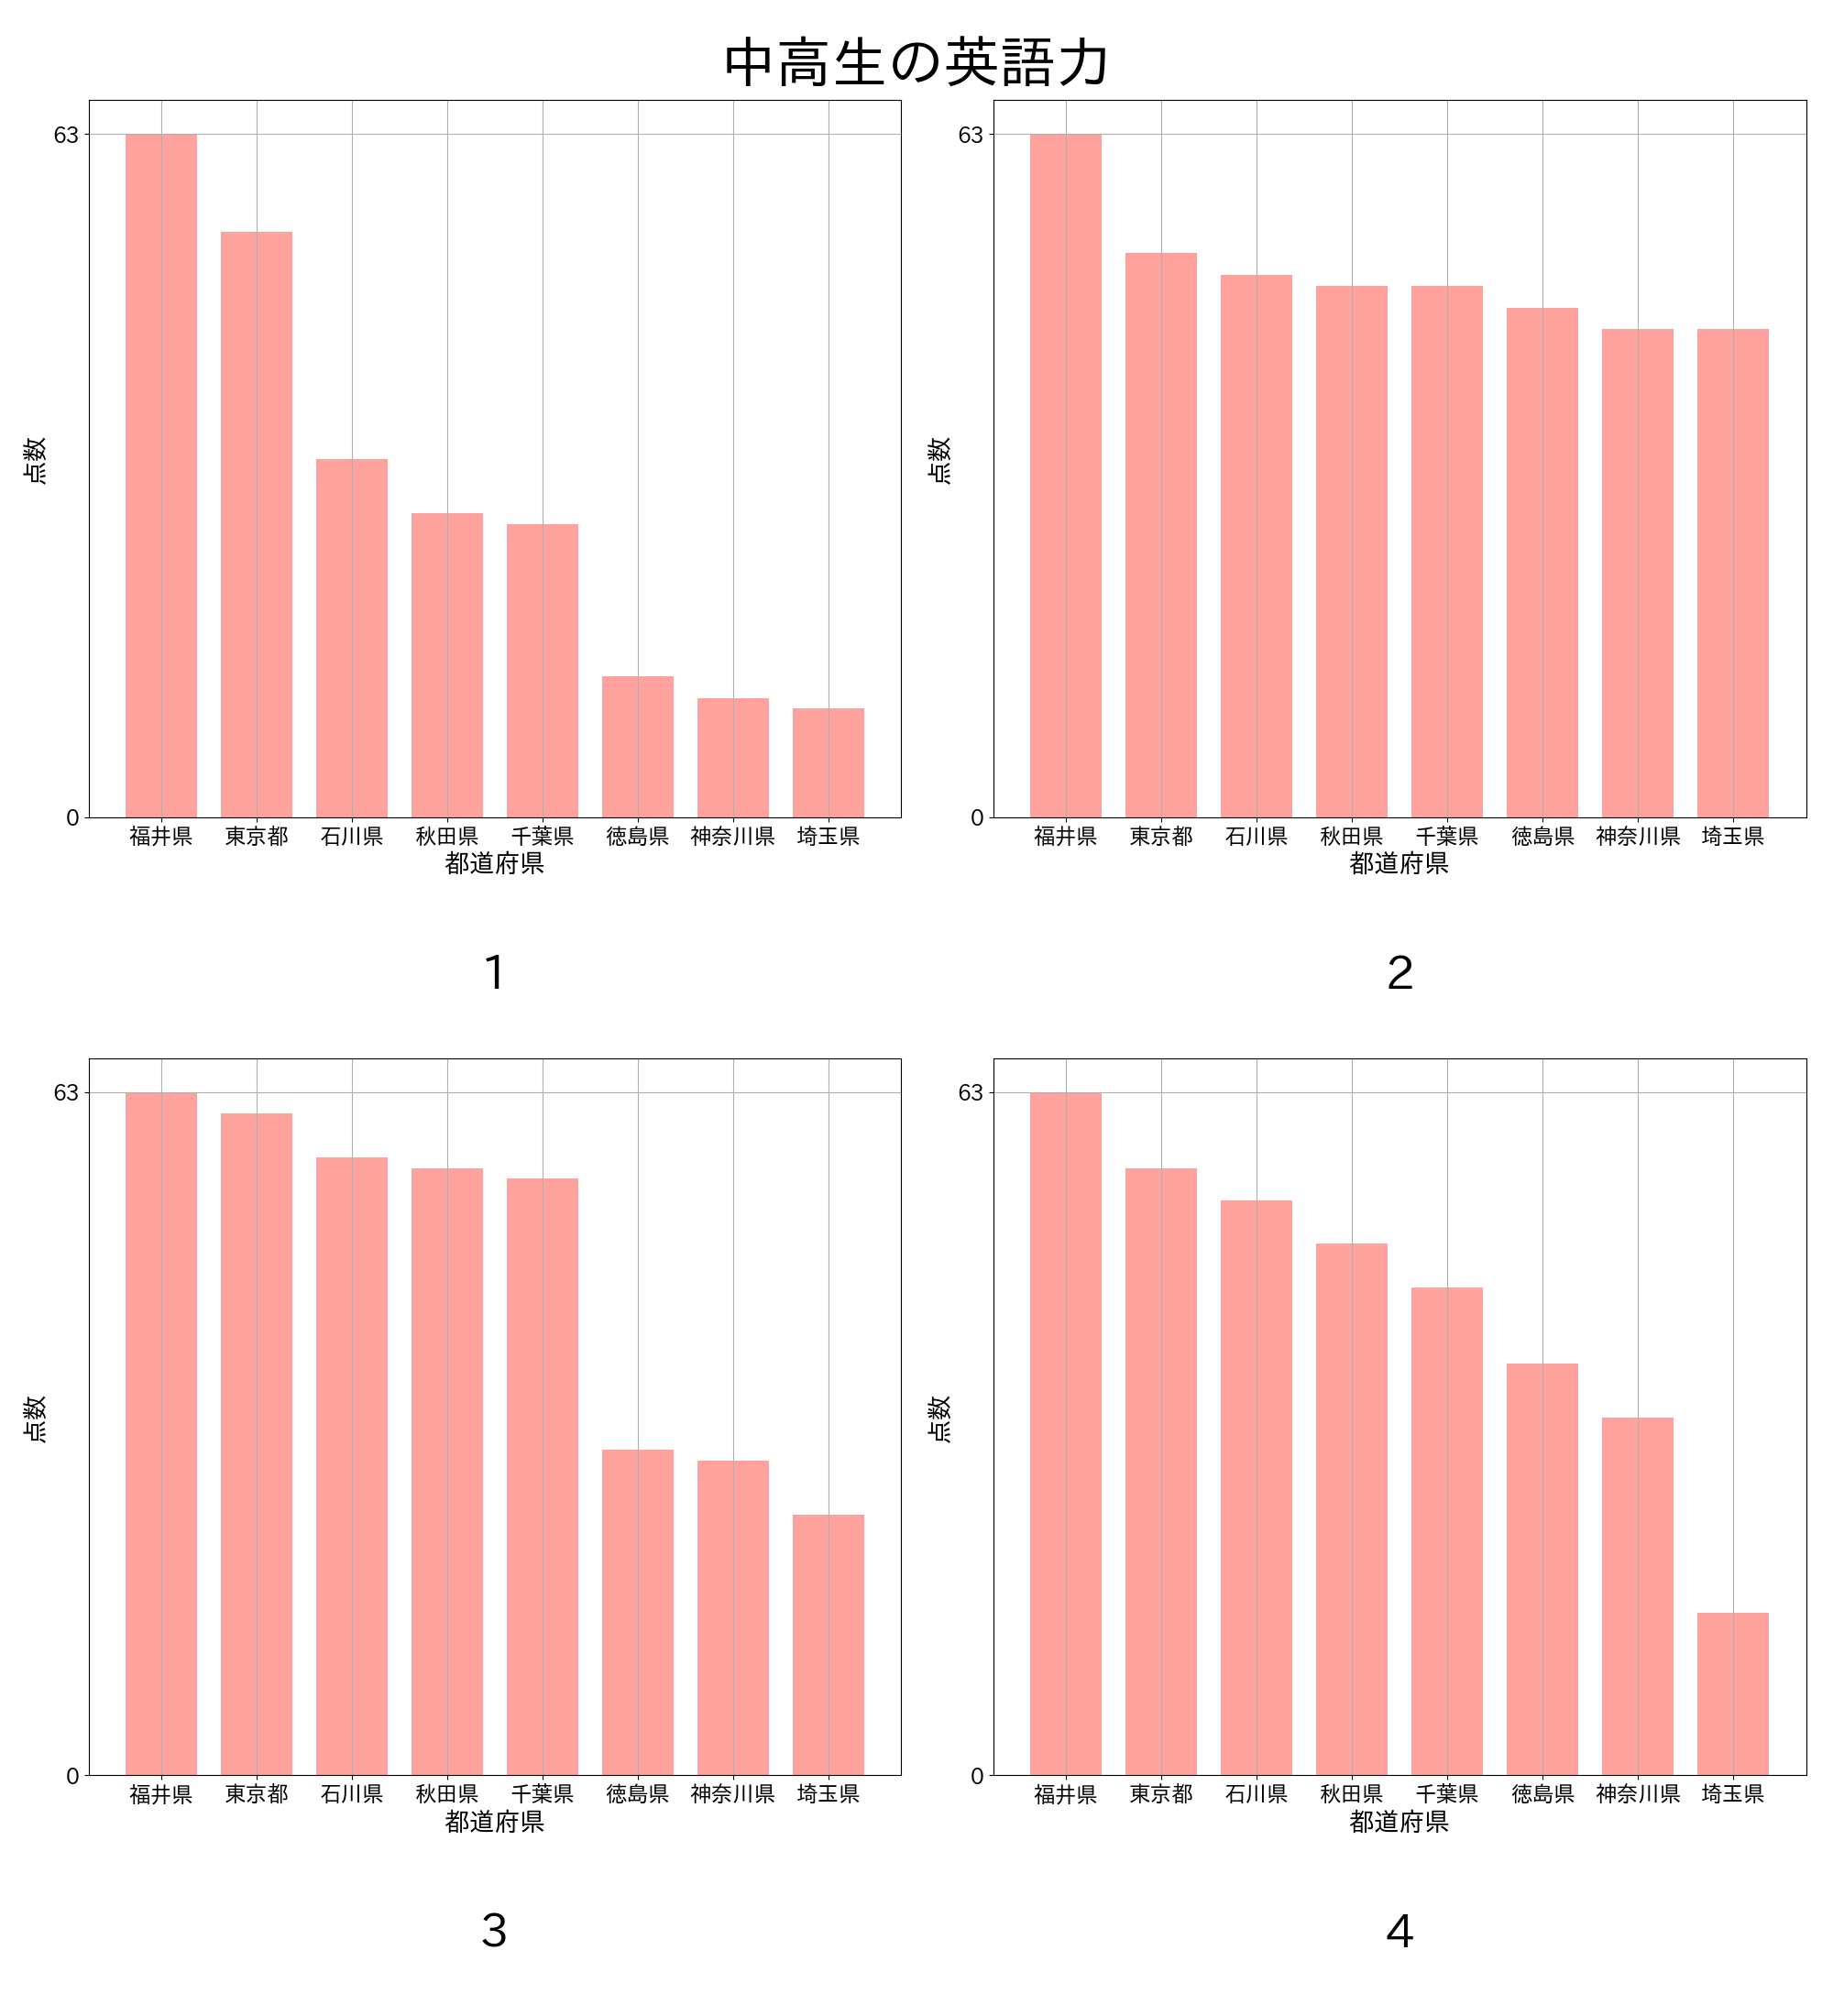 中高生の英語力
63
0
点数
福井県 東京都 石川県 秋田県 千葉県 徳島県 神奈川県 埼玉県
都道府県
1
63
0
点数
福井県 東京都 石川県 秋田県 千葉県 徳島県 神奈川県 埼玉県
都道府県
2
63
0
点数
福井県 東京都 石川県 秋田県 千葉県 徳島県 神奈川県 埼玉県
都道府県
3
63
0
点数
福井県 東京都 石川県 秋田県 千葉県 徳島県 神奈川県 埼玉県
都道府県
4